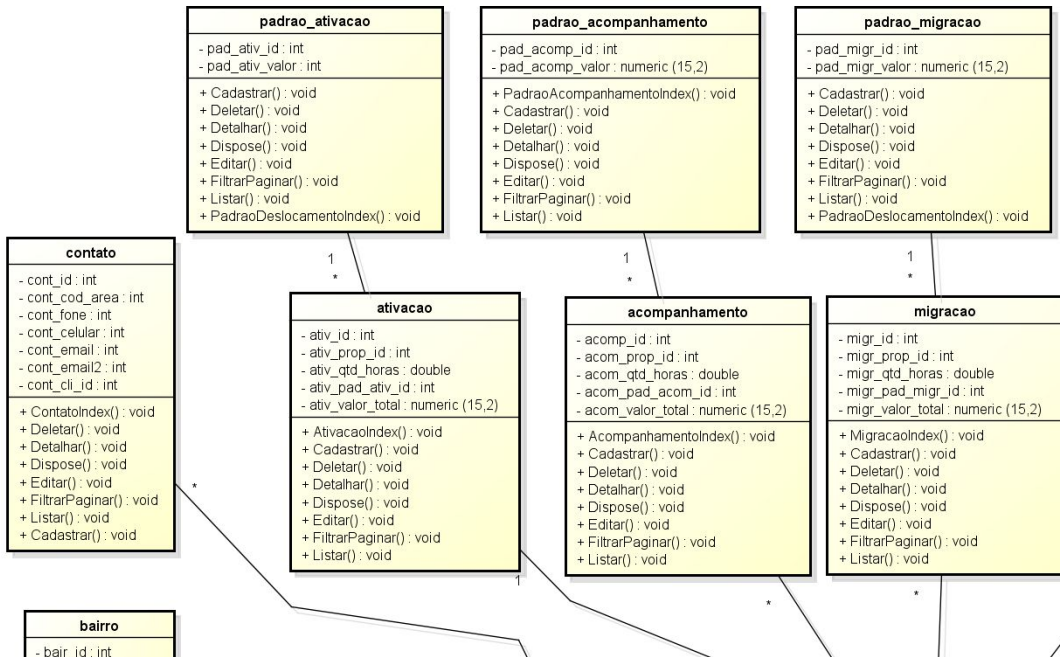 padrao_ativacao
- pad_ativ_id : int
- pad_ativ_valor : int
+ Cadastrar() : void
+ Deletar() : void
+ Detalhar() : void
+ Dispose() : void
+ Editar() : void
+ FiltrarPaginar() : void
+ Listar() : void
+ PadraoDeslocamentoIndex() : void
padrao_acompanhamento
- pad_acomp_id : int
- pad_acomp_valor : numeric (15,2)
+ PadraoAcompanhamentoIndex() : void
+ Cadastrar() : void
+ Deletar() : void
+ Detalhar() : void
+ Dispose() : void
+ Editar() : void
+ FiltrarPaginar() : void
+ Listar() : void
padrao_migracao
- pad_migr_id : int
- pad_migr_valor : numeric (15,2)
+ Cadastrar() : void
+ Deletar() : void
+ Detalhar() : void
+ Dispose() : void
+ Editar() : void
+ FiltrarPaginar() : void
+ Listar() : void
+ PadraoDeslocamentoIndex() : void
1
*
1
*
1
*
contato
- cont_id : int
- cont_cod_area : int
- cont_fone : int
- cont_celular : int
- cont_email : int
- cont_email2 : int
- cont_cli_id : int
+ ContatoIndex() : void
+ Deletar() : void
+ Detalhar() : void
+ Dispose() : void
+ Editar() : void
+ FiltrarPaginar() : void
+ Listar() : void
+ Cadastrar() : void
*
ativacao
- ativ_id : int
- ativ_prop_id : int
- ativ_qtd_horas : double
- ativ_pad_ativ_id : int
- ativ_valor_total : numeric (15,2)
+ AtivacaoIndex() : void
+ Cadastrar() : void
+ Deletar() : void
+ Detalhar() : void
+ Dispose() : void
+ Editar() : void
+ FiltrarPaginar() : void
+ Listar() : void
1
acompanhamento
- acomp_id : int
- acom_prop_id : int
- acom_qtd_horas : double
- acom_pad_acom_id : int
- acom_valor_total : numeric (15,2)
+ AcompanhamentoIndex() : void
+ Cadastrar() : void
+ Deletar() : void
+ Detalhar() : void
+ Dispose() : void
+ Editar() : void
+ FiltrarPaginar() : void
+ Listar() : void
*
migracao
- migr_id : int
- migr_prop_id : int
- migr_qtd_horas : double
- migr_pad_migr_id : int
- migr_valor_total : numeric (15,2)
+ MigracaoIndex() : void
+ Cadastrar() : void
+ Deletar() : void
+ Detalhar() : void
+ Dispose() : void
+ Editar() : void
+ FiltrarPaginar() : void
+ Listar() : void
*
bairro
- bair_id : int